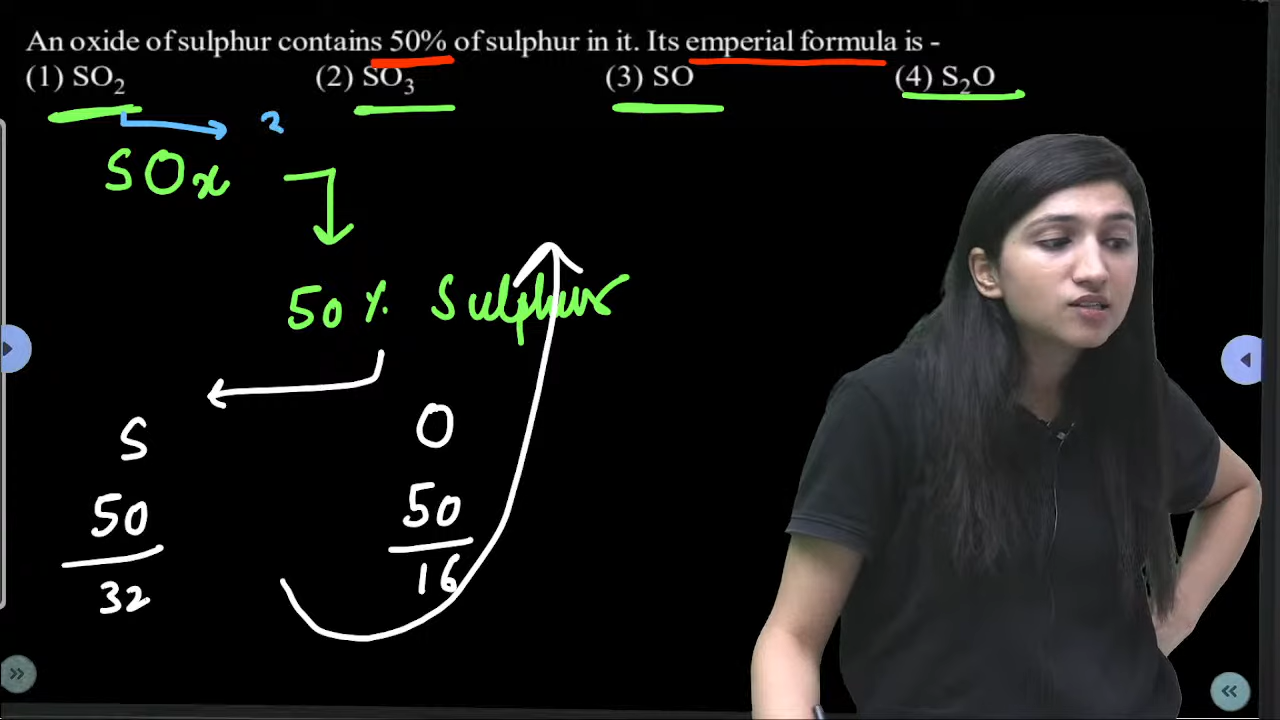 An oxide of sulphur contains 50% of sulphur in it. Its emperial formula is -
(1) SO₂ (2) SO₃ (3) SO (4) S₂O
2
SOx
50 % Sulphur
S O
50 50
32 16